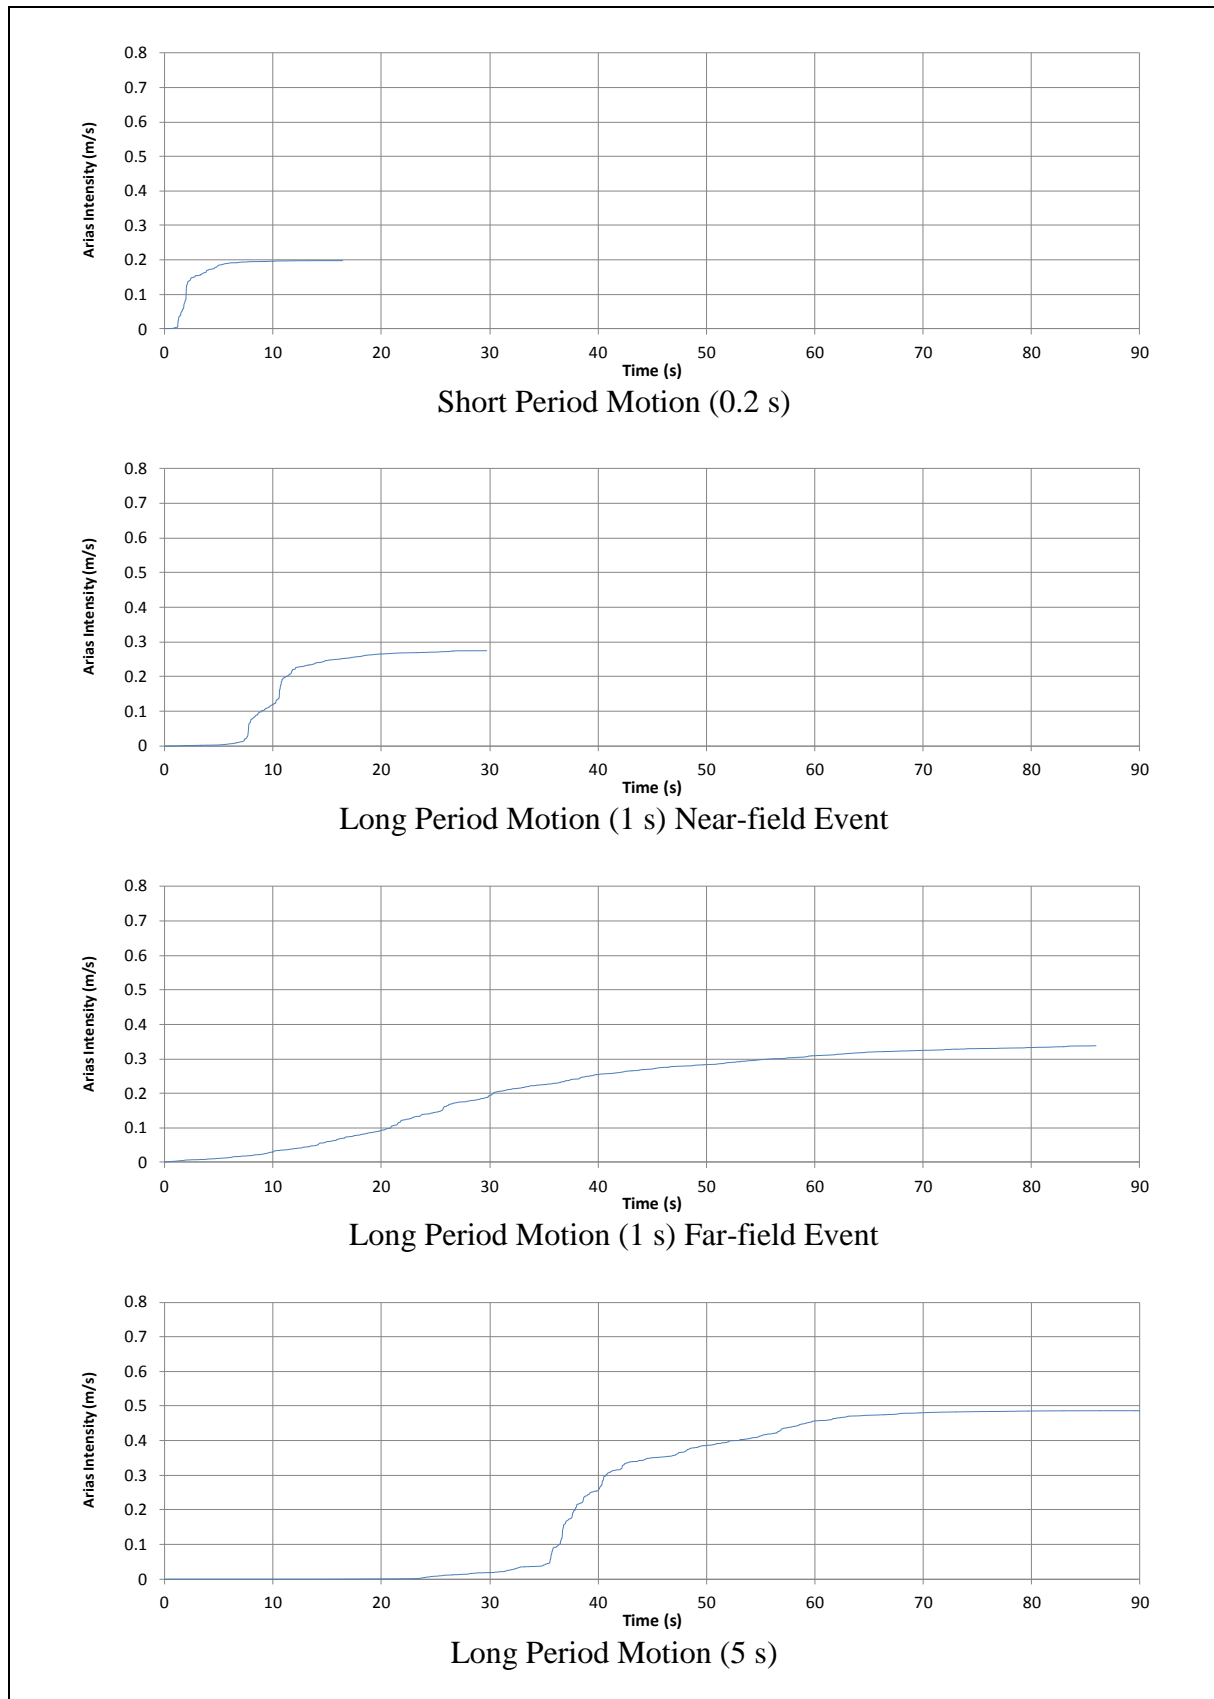 0.8
0.7
0.6
0.5
0.4
0.3
0.2
0.1
0
Arias Intensity (m/s)
0 10 20 30 40 50 60 70 80 90
Time (s)
Short Period Motion (0.2 s)
0.8
0.7
0.6
0.5
0.4
0.3
0.2
0.1
0
Arias Intensity (m/s)
0 10 20 30 40 50 60 70 80 90
Time (s)
Long Period Motion (1 s) Near-field Event
0.8
0.7
0.6
0.5
0.4
0.3
0.2
0.1
0
Arias Intensity (m/s)
0 10 20 30 40 50 60 70 80 90
Time (s)
Long Period Motion (1 s) Far-field Event
0.8
0.7
0.6
0.5
0.4
0.3
0.2
0.1
0
Arias Intensity (m/s)
0 10 20 30 40 50 60 70 80 90
Time (s)
Long Period Motion (5 s)